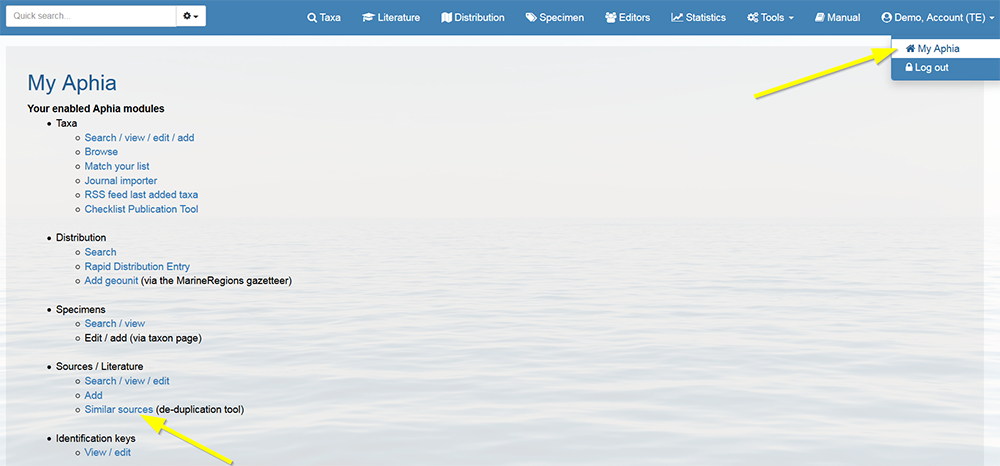 Quick search...
Taxa
Literature
Distribution
Specimen
Editors
Statistics
Tools
Manual
Demo, Account (TE)
My Aphia
Log out
My Aphia
Your enabled Aphia modules
Taxa
Search / view / edit / add
Browse
Match your list
Journal importer
RSS feed last added taxa
Checklist Publication Tool
Distribution
Search
Rapid Distribution Entry
Add geounit (via the MarineRegions gazetteer)
Specimens
Search / view
Edit / add (via taxon page)
Sources / Literature
Search / view / edit
Add
Similar sources (de-duplication tool)
Identification keys
View / edit